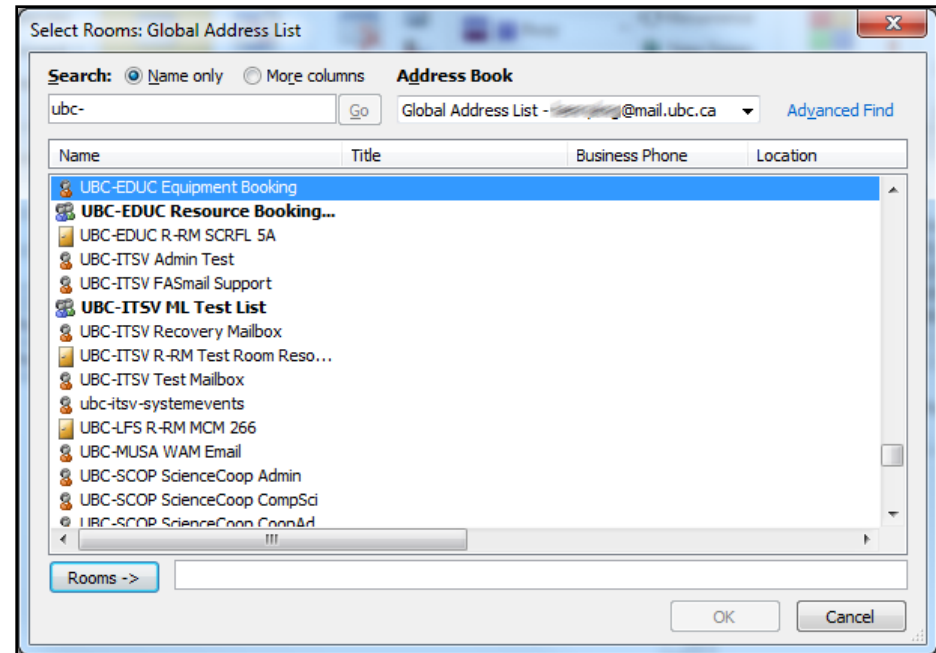 Select Rooms: Global Address List
Search: Name only More columns Address Book
ubc- Go Global Address List - @mail.ubc.ca Advanced Find
Name Title Business Phone Location
UBC-EDUC Equipment Booking
UBC-EDUC Resource Booking...
UBC-EDUC R-RM SCRFL 5A
UBC-ITSV Admin Test
UBC-ITSV FASmail Support
UBC-ITSV ML Test List
UBC-ITSV Recovery Mailbox
UBC-ITSV R-RM Test Room Reso...
UBC-ITSV Test Mailbox
ubc-itsv-systemevents
UBC-LFS R-RM MCM 266
UBC-MUSA WAM Email
UBC-SCOP ScienceCoop Admin
UBC-SCOP ScienceCoop CompSci
UBC-SCOP ScienceCoop CoopAd
Rooms ->
OK Cancel